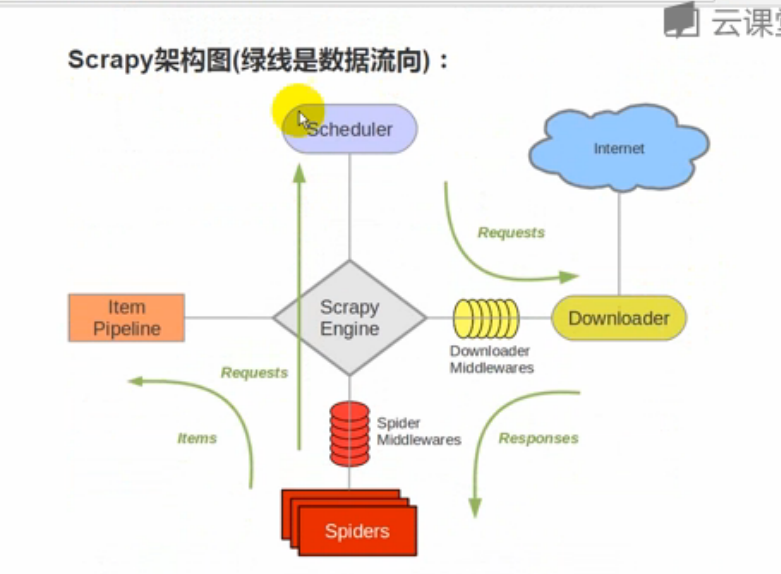 云课堂
Scrapy架构图(绿线是数据流向)：
Scheduler
Internet
Requests
Item
Pipeline
Scrapy
Engine
Downloader
Downloader
Middlewares
Requests
Items
Spider
Middlewares
Responses
Spiders